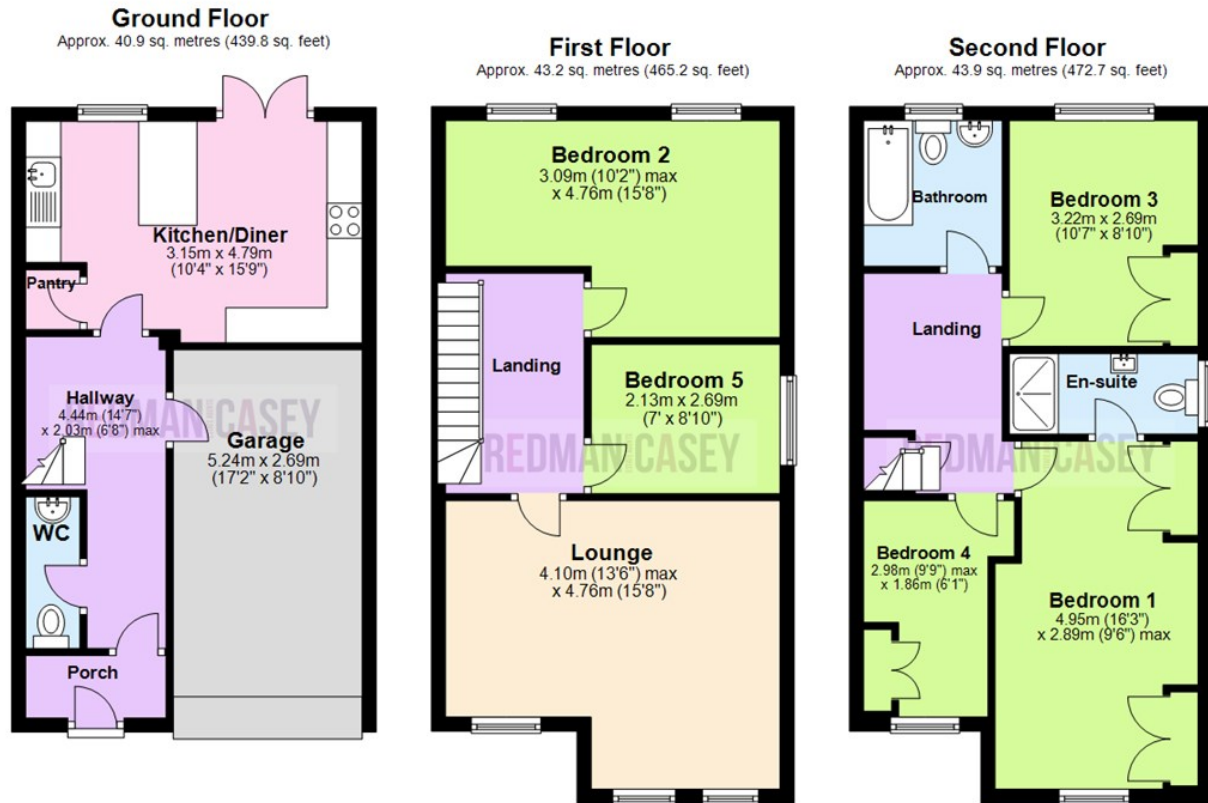 Ground Floor
Approx. 40.9 sq. metres (439.8 sq. feet)
Kitchen/Diner
3.15m x 4.79m
(10'4" x 15'9")
Pantry
Hallway
4.44m (14'7")
x 2.03m (6'8") max
Garage
5.24m x 2.69m
(17'2" x 8'10")
WC
Porch
REDMAN CASEY
First Floor
Approx. 43.2 sq. metres (465.2 sq. feet)
Bedroom 2
3.09m (10'2") max
x 4.76m (15'8")
Landing
Bedroom 5
2.13m x 2.69m
(7' x 8'10")
REDMAN CASEY
Lounge
4.10m (13'6") max
x 4.76m (15'8")
Second Floor
Approx. 43.9 sq. metres (472.7 sq. feet)
Bathroom
Bedroom 3
3.22m x 2.69m
(10'7" x 8'10")
Landing
En-suite
REDMAN CASEY
Bedroom 4
2.98m (9'9") max
x 1.86m (6'1")
Bedroom 1
4.95m (16'3")
x 2.89m (9'6") max